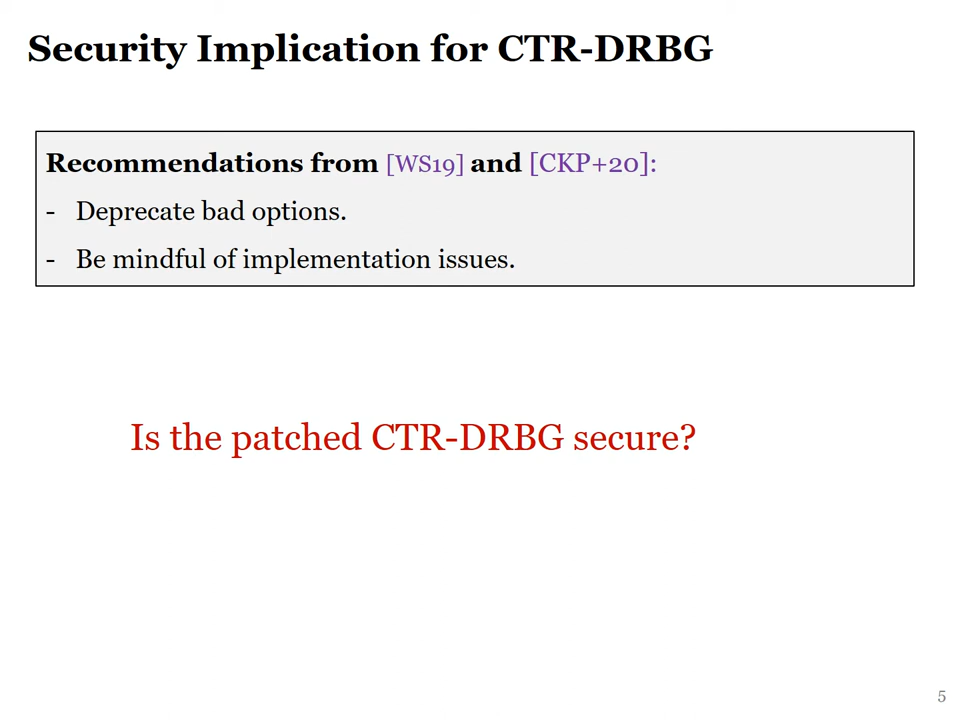 Security Implication for CTR-DRBG
Recommendations from [WS19] and [CKP+20]:
- Deprecate bad options.
- Be mindful of implementation issues.
Is the patched CTR-DRBG secure?
5